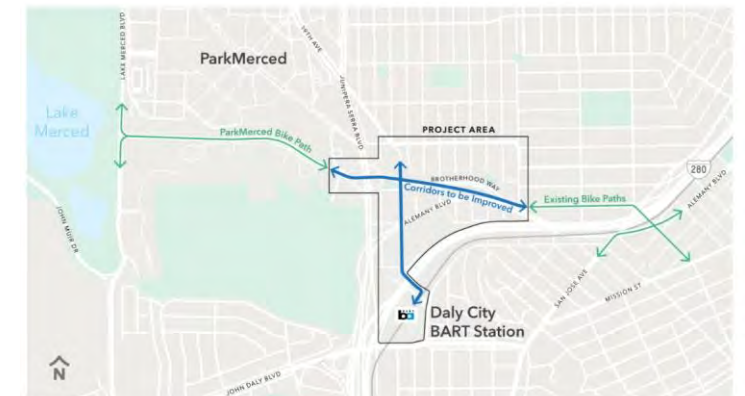 LAKE MERCED BLVD
19TH AVE
ParkMerced
JUNIPERA SERRA BLVD
Lake
Merced
PROJECT AREA
ParkMerced Bike Path
280
BROTHERHOOD WAY
Corridors to be Improved
ALEMANY BLVD
Existing Bike Paths
ALEMANY BLVD
JOHN MUIR DR
SAN JOSE AVE
MISSION SY
ba
Daly City
BART Station
N
JOHN DALY BLVD